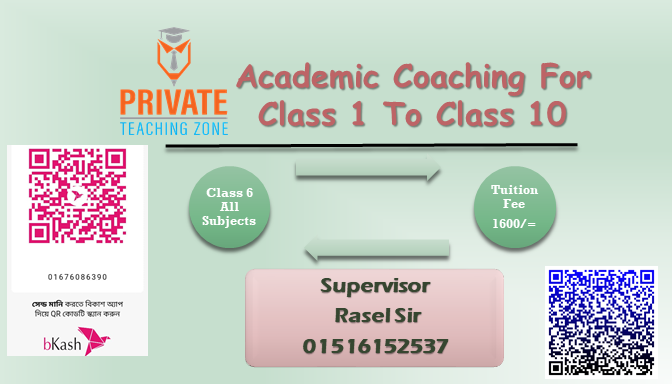 PRIVATE
TEACHING ZONE
Academic Coaching For
Class 1 To Class 10
Class 6
All
Subjects
Tuition
Fee
1600/=
01676086390
সেন্ড মানি করতে বিকাশ অ্যাপ
দিয়ে QR কোডটি স্ক্যান করুন
bKash
Supervisor
Rasel Sir
01516152537